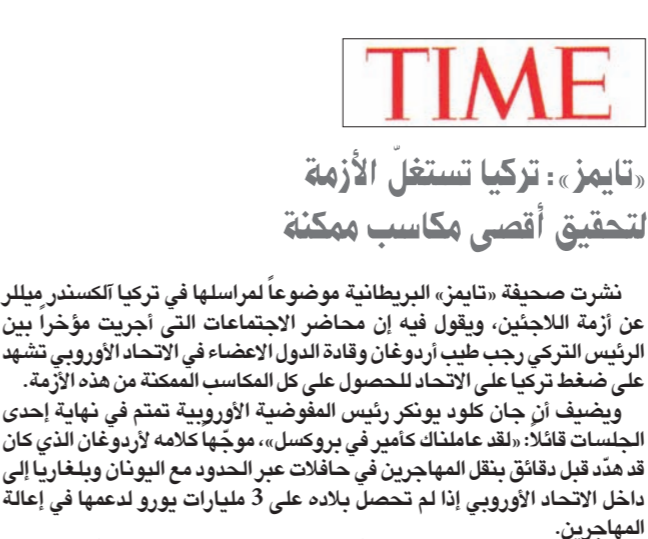 TIME
«تايمز»: تركيا تستغلّ الأزمة
لتحقيق أقصى مكاسب ممكنة
نشرت صحيفة «تايمز» البريطانية موضوعاً لمراسلها في تركيا آلكسندر ميللر
عن أزمة اللاجئين، ويقول فيه إن محاضر الاجتماعات التي أجريت مؤخراً بين
الرئيس التركي رجب طيب أردوغان وقادة الدول الاعضاء في الاتحاد الأوروبي تشهد
على ضغط تركيا على الاتحاد للحصول على كل المكاسب الممكنة من هذه الأزمة.
ويضيف أن جان كلود يونكر رئيس المفوضية الأوروبية تمتم في نهاية إحدى
الجلسات قائلاً: «لقد عاملناك كأمير في بروكسل»، موجّهاً كلامه لأردوغان الذي كان
قد هدّد قبل دقائق بنقل المهاجرين في حافلات عبر الحدود مع اليونان وبلغاريا إلى
داخل الاتحاد الأوروبي إذا لم تحصل بلاده على 3 مليارات يورو لدعمها في إعالة
المهاجرين.